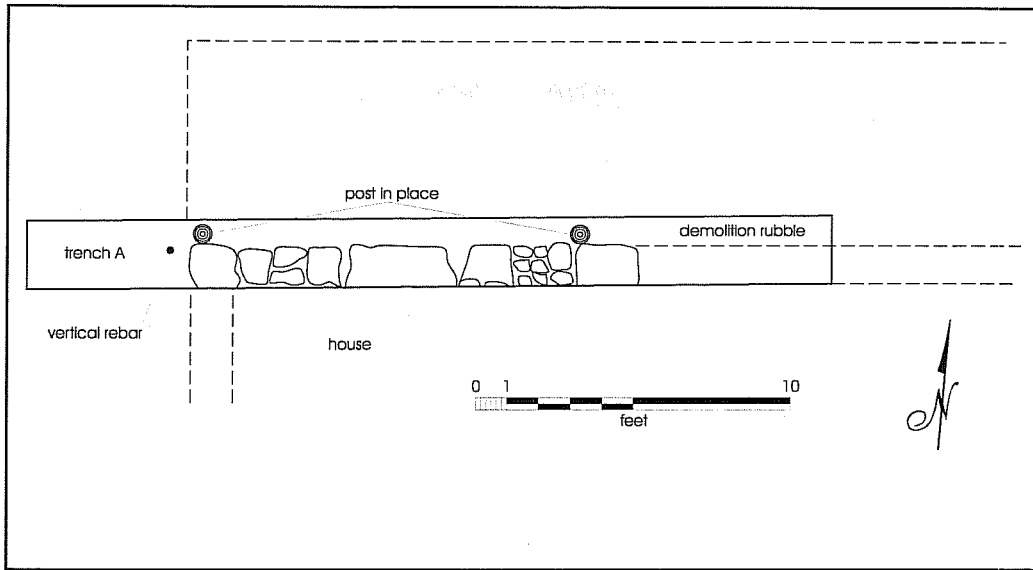 post in place
trench A
demolition rubble
vertical rebar
house
0 1 10
feet
N